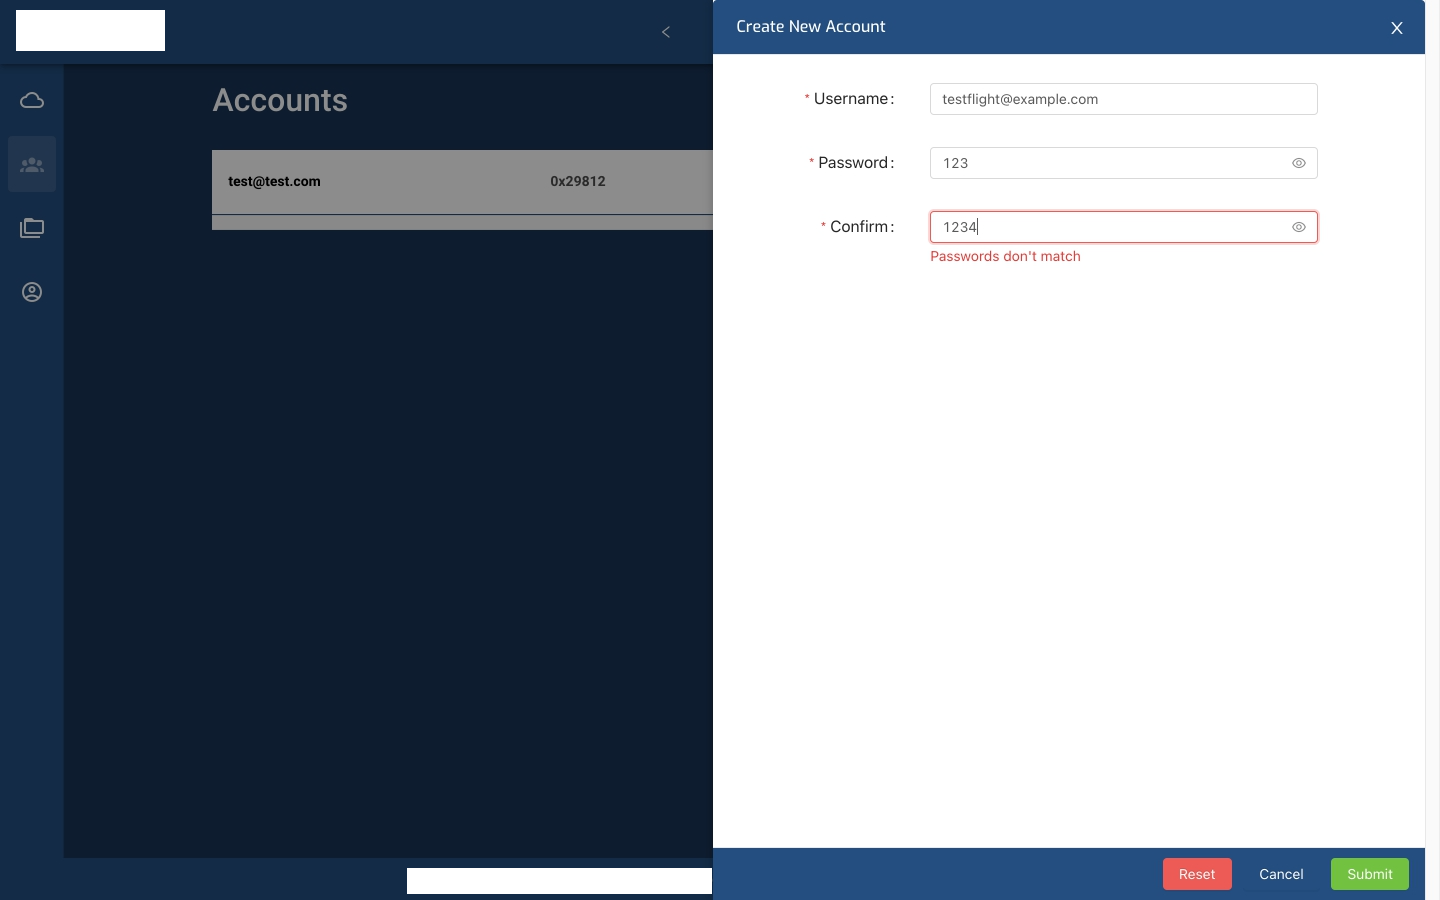 Create New Account
X
Accounts
test@test.com 0x29812
* Username: testflight@example.com
* Password: 123
* Confirm: 1234
Passwords don't match
Reset Cancel Submit